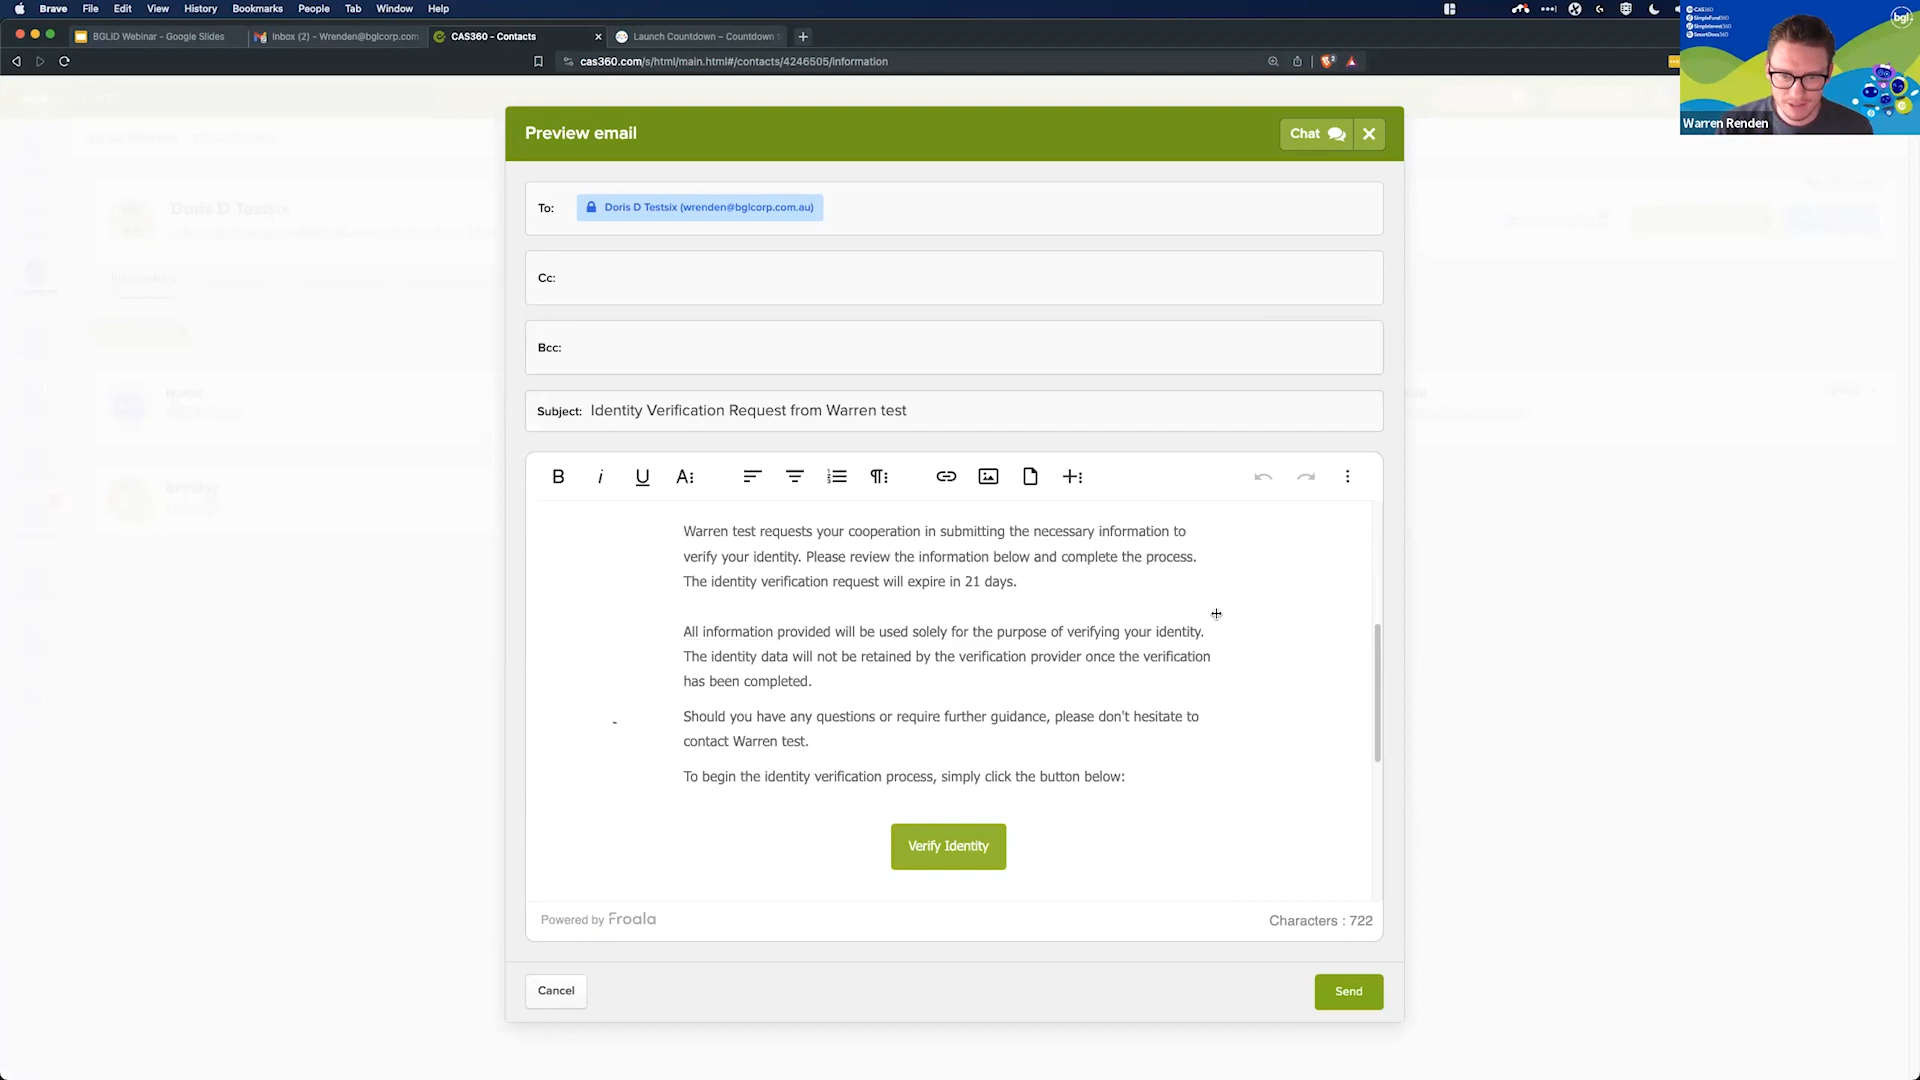 Brave File Edit View History Bookmarks People Tab Window Help
BGLID Webinar - Google Slides
Inbox (2) - Wrenden@bglcorp.com
CAS360 - Contacts
Launch Countdown – Countdown
cas360.com/s/html/main.html#/contacts/4246505/information
CAS360
SimpleFund360
SimpleInvest360
SmartDocs360
bgl
Warren Renden
Preview email
Chat
To: Doris D Testsix (wrenden@bglcorp.com.au)
Cc:
Bcc:
Subject: Identity Verification Request from Warren test
Warren test requests your cooperation in submitting the necessary information to
verify your identity. Please review the information below and complete the process.
The identity verification request will expire in 21 days.
All information provided will be used solely for the purpose of verifying your identity.
The identity data will not be retained by the verification provider once the verification
has been completed.
Should you have any questions or require further guidance, please don't hesitate to
contact Warren test.
To begin the identity verification process, simply click the button below:
Verify Identity
Powered by Froala
Characters : 722
Cancel
Send
Doris D Testsix